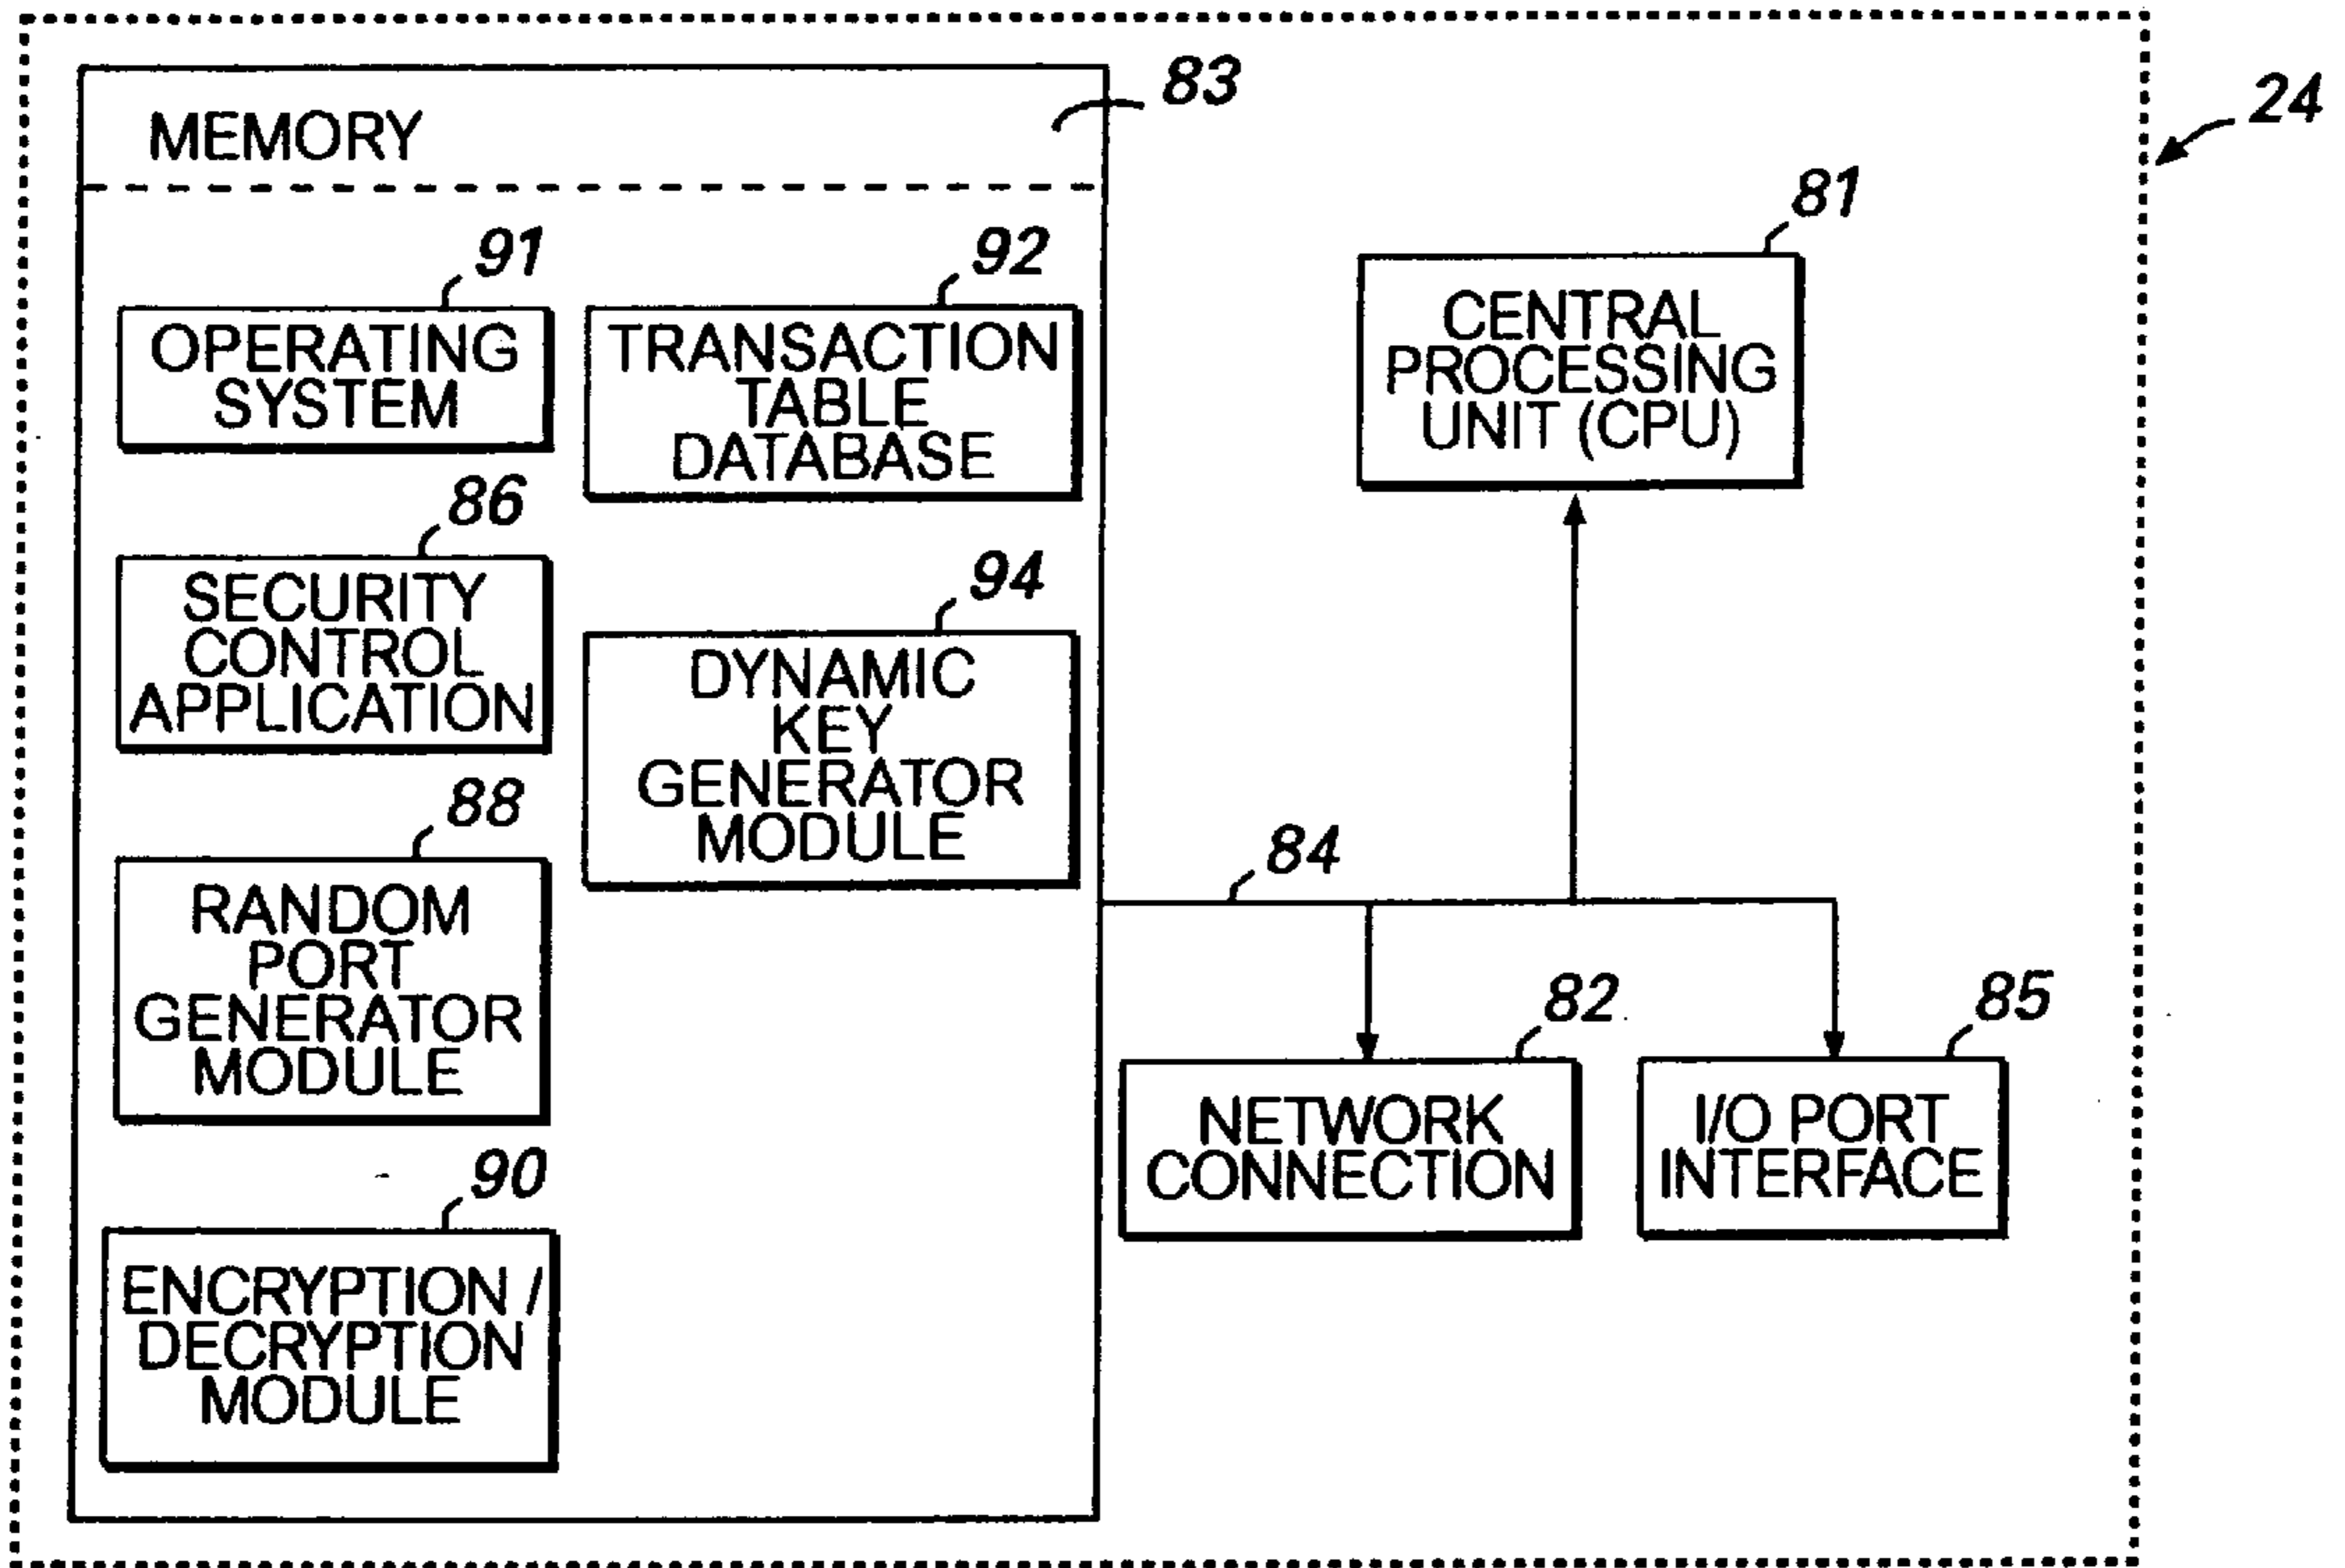 83
MEMORY
24
81
CENTRAL
PROCESSING
UNIT (CPU)
91
OPERATING
SYSTEM
92
TRANSACTION
TABLE
DATABASE
86
SECURITY
CONTROL
APPLICATION
94
DYNAMIC
KEY
GENERATOR
MODULE
88
RANDOM
PORT
GENERATOR
MODULE
84
82
NETWORK
CONNECTION
85
I/O PORT
INTERFACE
90
ENCRYPTION /
DECRYPTION
MODULE